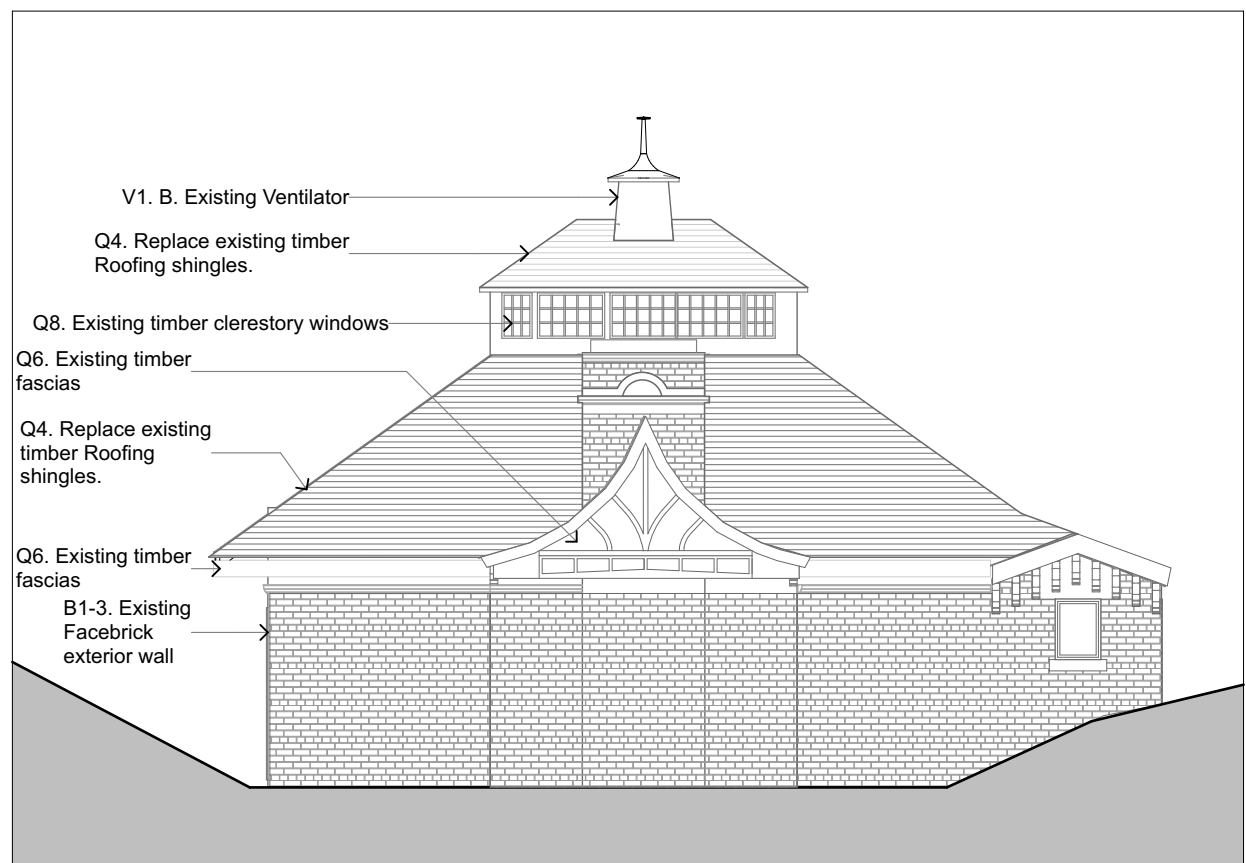 V1. B. Existing Ventilator
Q4. Replace existing timber
Roofing shingles.
Q8. Existing timber clerestory windows
Q6. Existing timber
fascias
Q4. Replace existing
timber Roofing
shingles.
Q6. Existing timber
fascias
B1-3. Existing
Facebrick
exterior wall